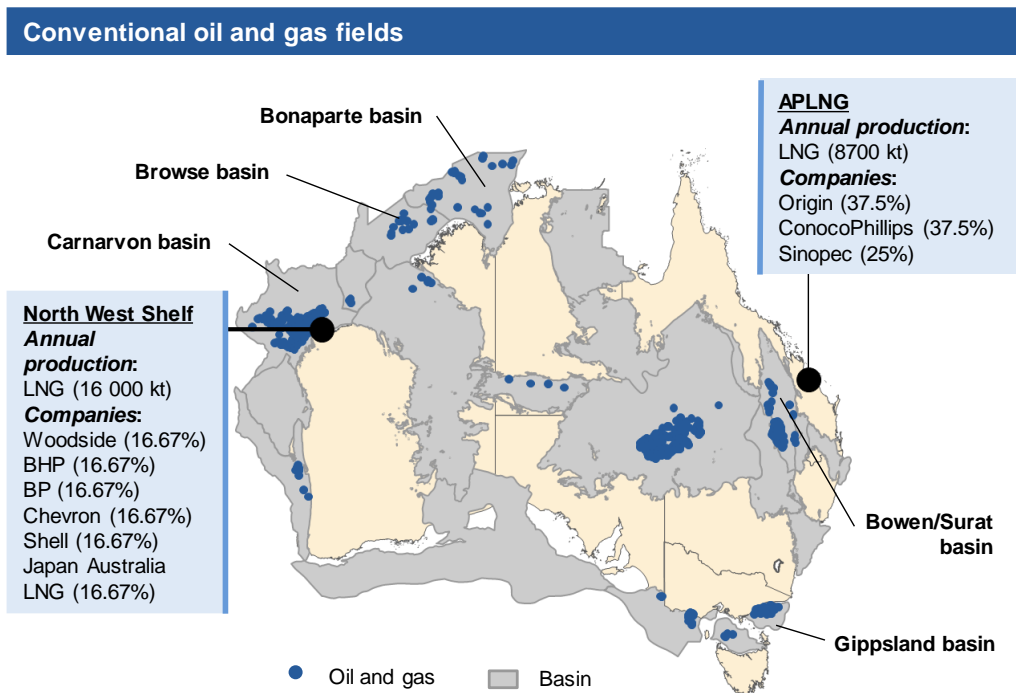 Conventional oil and gas fields
Bonaparte basin
Browse basin
Carnarvon basin
APLNG
Annual production:
LNG (8700 kt)
Companies:
Origin (37.5%)
ConocoPhillips (37.5%)
Sinopec (25%)
North West Shelf
Annual
production:
LNG (16 000 kt)
Companies:
Woodside (16.67%)
BHP (16.67%)
BP (16.67%)
Chevron (16.67%)
Shell (16.67%)
Japan Australia
LNG (16.67%)
Bowen/Surat
basin
Gippsland basin
Oil and gas
Basin